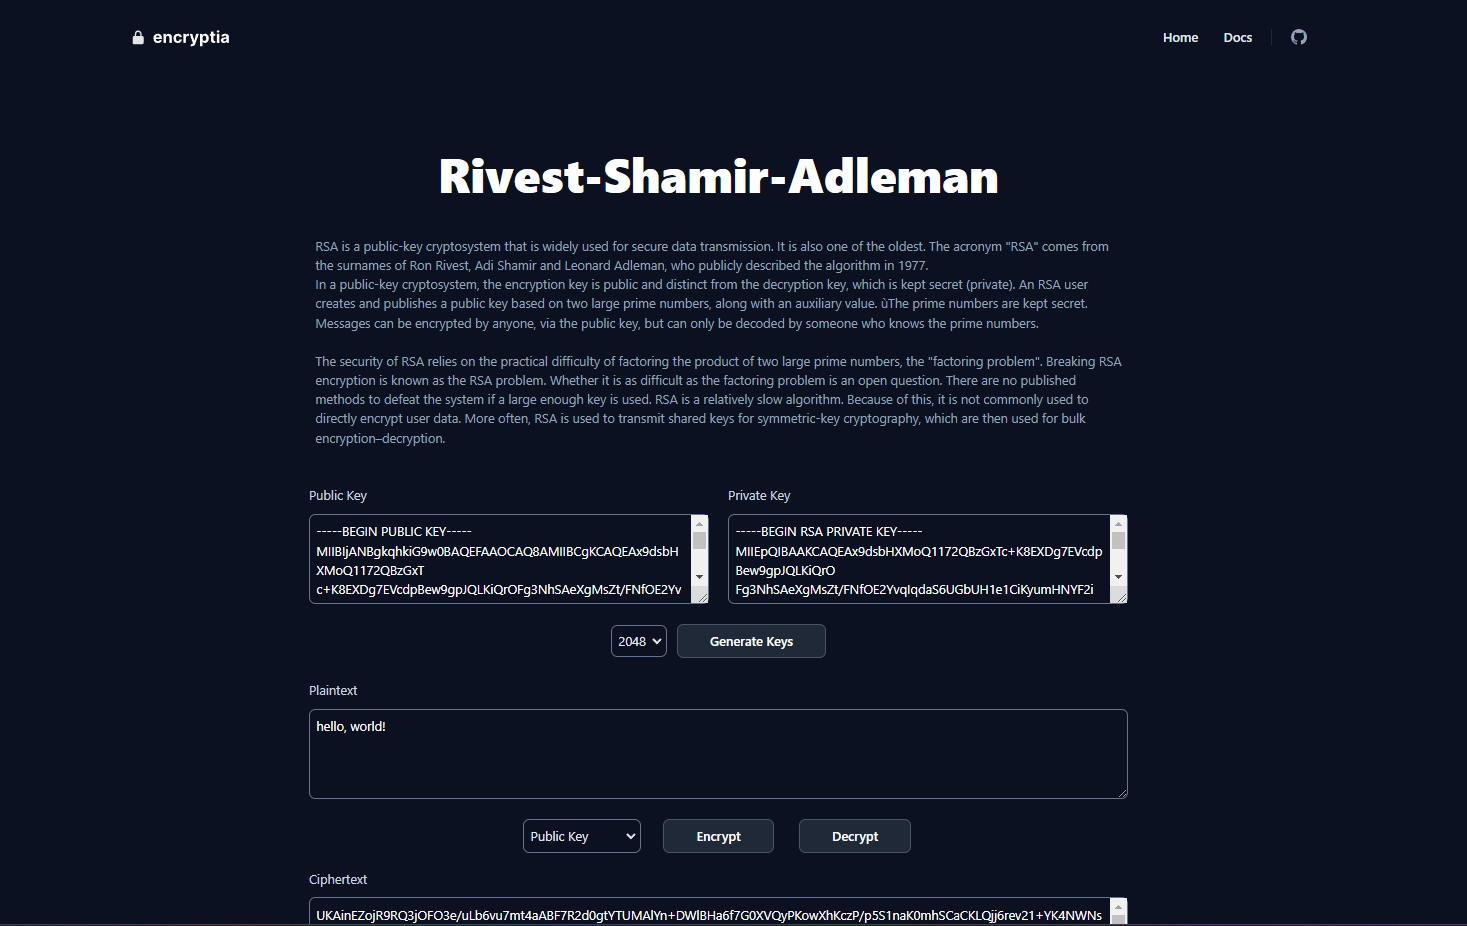 encryptia
Home
Docs
Rivest-Shamir-Adleman
RSA is a public-key cryptosystem that is widely used for secure data transmission. It is also one of the oldest. The acronym "RSA" comes from
the surnames of Ron Rivest, Adi Shamir and Leonard Adleman, who publicly described the algorithm in 1977.
In a public-key cryptosystem, the encryption key is public and distinct from the decryption key, which is kept secret (private). An RSA user
creates and publishes a public key based on two large prime numbers, along with an auxiliary value. ùThe prime numbers are kept secret.
Messages can be encrypted by anyone, via the public key, but can only be decoded by someone who knows the prime numbers.
The security of RSA relies on the practical difficulty of factoring the product of two large prime numbers, the "factoring problem". Breaking RSA
encryption is known as the RSA problem. Whether it is as difficult as the factoring problem is an open question. There are no published
methods to defeat the system if a large enough key is used. RSA is a relatively slow algorithm. Because of this, it is not commonly used to
directly encrypt user data. More often, RSA is used to transmit shared keys for symmetric-key cryptography, which are then used for bulk
encryption–decryption.
Public Key
Private Key
-----BEGIN PUBLIC KEY-----
MIIBIjANBgkqhkiG9w0BAQEFAAOCAQ8AMIIBCgKCAQEAx9dsbH
XMoQ1172QBzGxT
c+K8EXDg7EVcdpBew9gpJQLKiQrOFg3NhSAeXgMsZt/FNfOE2Yv
-----BEGIN RSA PRIVATE KEY-----
MIIEpQIBAAKCAQEAx9dsbHXMoQ1172QBzGxTc+K8EXDg7EVcdp
Bew9gpJQLKiQrO
Fg3NhSAeXgMsZt/FNfOE2YvqIqdaS6UGbUH1e1CiKyumHNYF2i
2048
Generate Keys
Plaintext
hello, world!
Public Key
Encrypt
Decrypt
Ciphertext
UKAinEZojR9RQ3jOFO3e/uLb6vu7mt4aABF7R2d0gtYTUMAlYn+DWlBHa6f7G0XVQyPKowXhKczP/p5S1naK0mhSCaCKLQjj6rev21+YK4NWNs